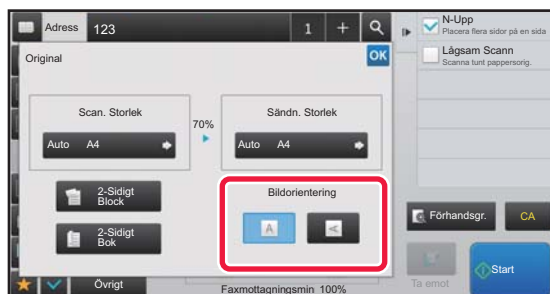 Adress 123 1 +
N-Upp
Placera flera sidor på en sida
Lågsam Scann
Scanna tunt pappersorig.
Original
OK
Scan. Storlek
70%
Sändn. Storlek
Auto A4
Auto A4
2-Sidigt
Block
2-Sidigt
Bok
Bildorientering
A
A
Förhandsgr.
CA
Övrigt
Faxmottagningsmin 100%
Ta emot
Start